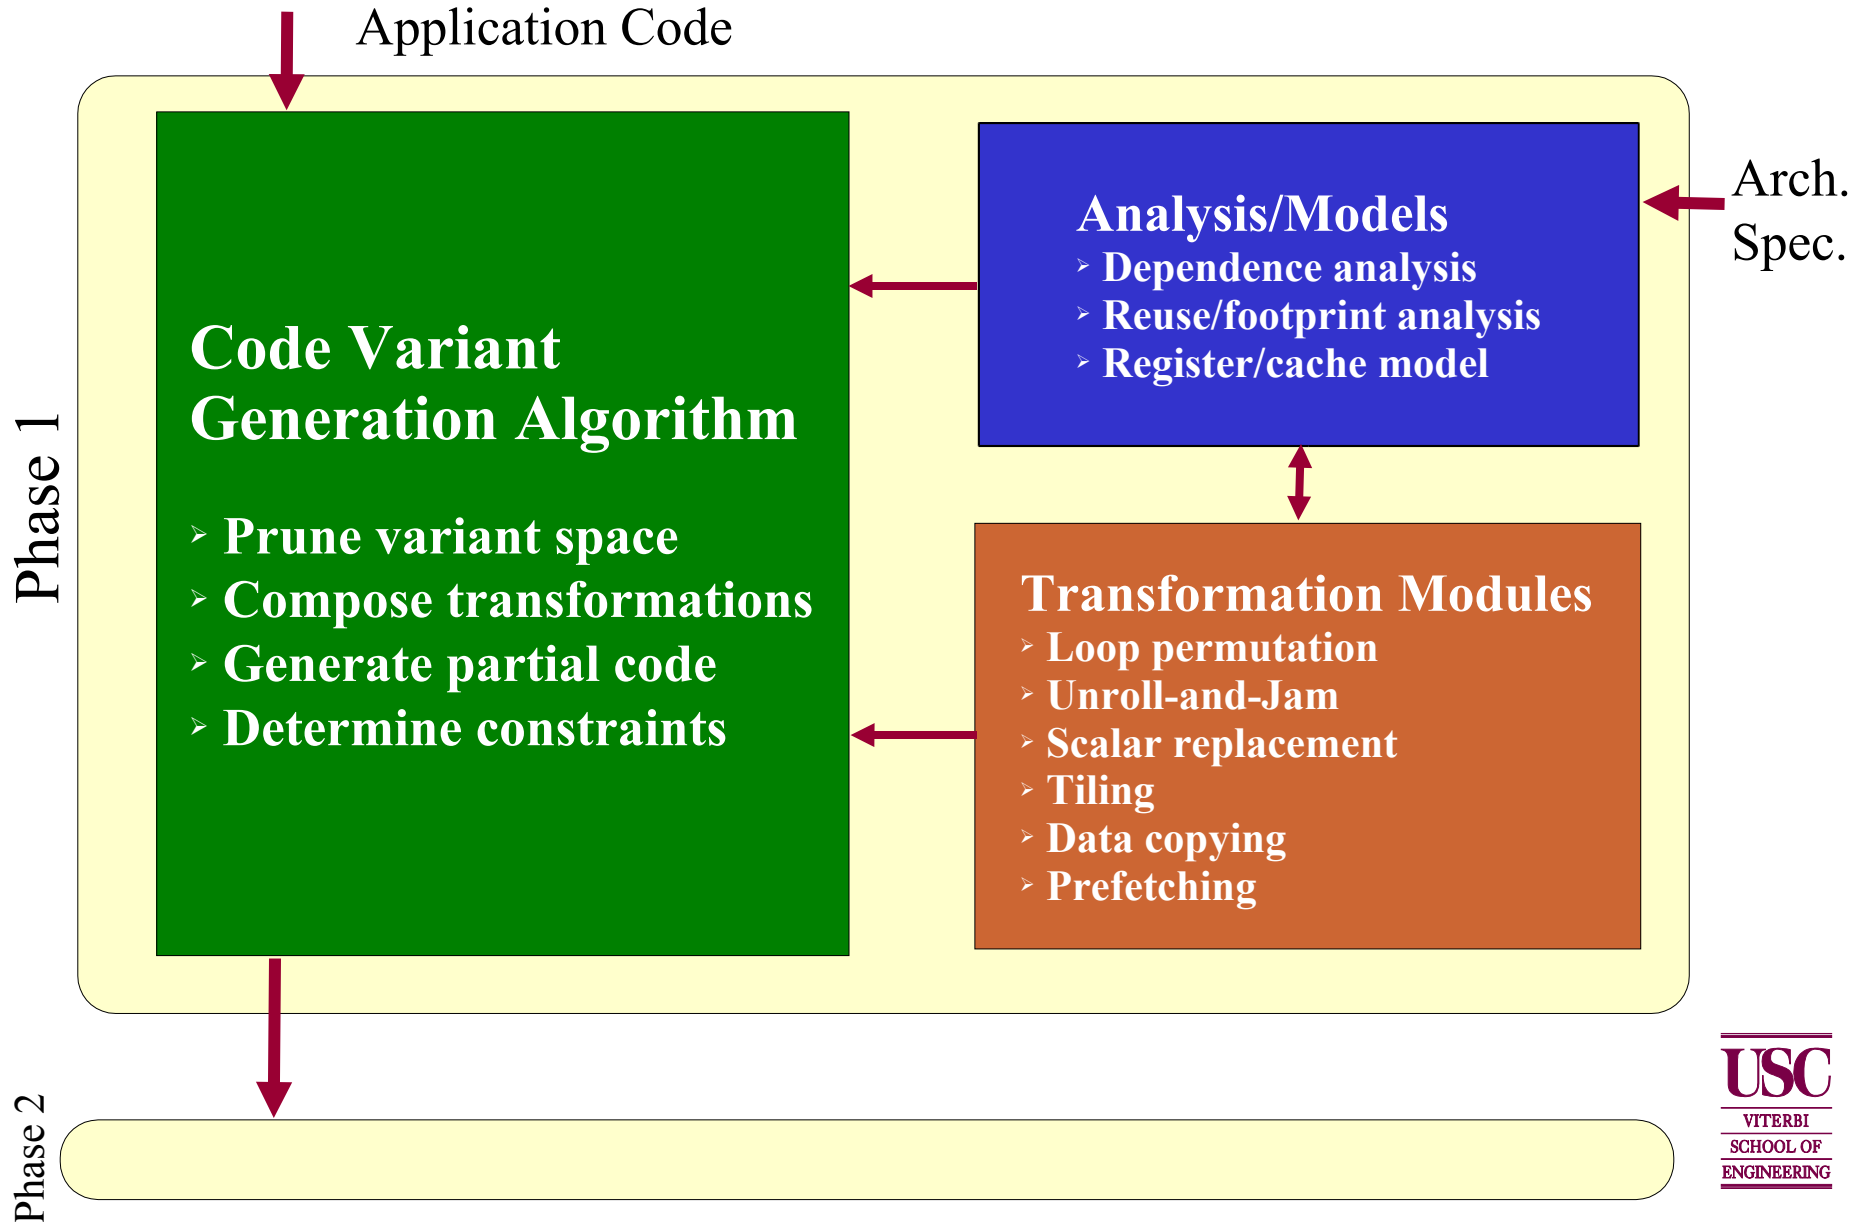 Application Code
Phase 1
Code Variant
Generation Algorithm
➢ Prune variant space
➢ Compose transformations
➢ Generate partial code
➢ Determine constraints
Analysis/Models
➢ Dependence analysis
➢ Reuse/footprint analysis
➢ Register/cache model
Arch.
Spec.
Transformation Modules
➢ Loop permutation
➢ Unroll-and-Jam
➢ Scalar replacement
➢ Tiling
➢ Data copying
➢ Prefetching
Phase 2
USC
VITERBI
SCHOOL OF
ENGINEERING